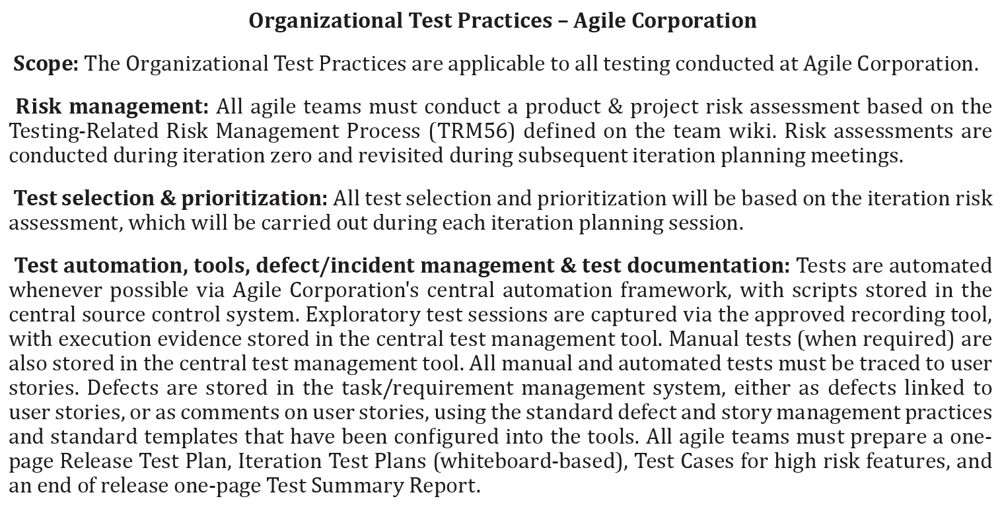 Organizational Test Practices – Agile Corporation
Scope: The Organizational Test Practices are applicable to all testing conducted at Agile Corporation.
Risk management: All agile teams must conduct a product & project risk assessment based on the
Testing-Related Risk Management Process (TRM56) defined on the team wiki. Risk assessments are
conducted during iteration zero and revisited during subsequent iteration planning meetings.
Test selection & prioritization: All test selection and prioritization will be based on the iteration risk
assessment, which will be carried out during each iteration planning session.
Test automation, tools, defect/incident management & test documentation: Tests are automated
whenever possible via Agile Corporation's central automation framework, with scripts stored in the
central source control system. Exploratory test sessions are captured via the approved recording tool,
with execution evidence stored in the central test management tool. Manual tests (when required) are
also stored in the central test management tool. All manual and automated tests must be traced to user
stories. Defects are stored in the task/requirement management system, either as defects linked to
user stories, or as comments on user stories, using the standard defect and story management practices
and standard templates that have been configured into the tools. All agile teams must prepare a one-
page Release Test Plan, Iteration Test Plans (whiteboard-based), Test Cases for high risk features, and
an end of release one-page Test Summary Report.